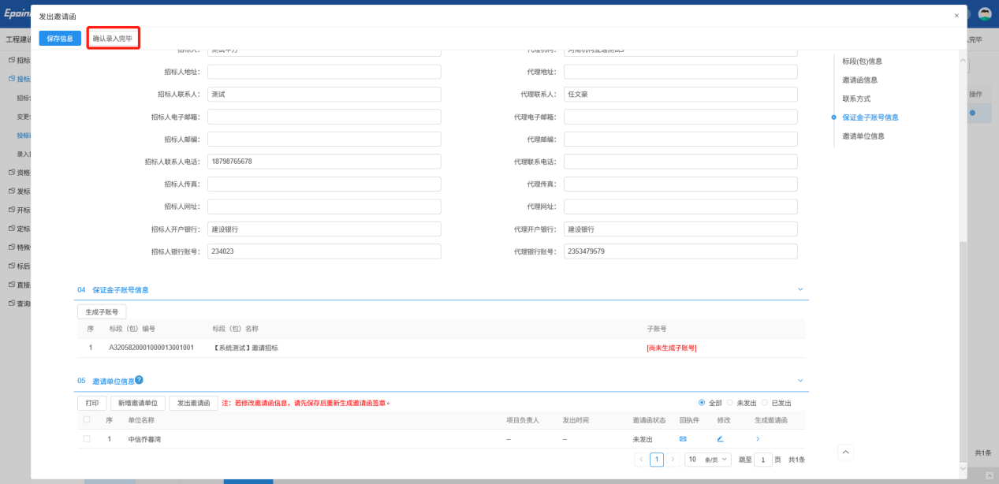 Epoin
发出邀请函
×
保存信息 确认录入完毕
工程建设
完毕
招标
投标
招标
变更
投标
录入
资格
发标
开标
定标
特殊
标后
直接
查询
招标人: 测试甲方
招标人地址: 代理地址:
招标人联系人: 测试 代理联系人: 任文豪
招标人电子邮箱: 代理电子邮箱:
招标人邮编: 代理邮编:
招标人联系人电话: 18798765678 代理联系电话:
招标人传真: 代理传真:
招标人网址: 代理网址:
招标人开户银行: 建设银行 代理开户银行: 建设银行
招标人银行账号: 234023 代理银行账号: 2353479579
标段(包)信息
邀请函信息
联系方式
保证金子账号信息
邀请单位信息
操作
04 保证金子账号信息
生成子账号
序 标段（包）编号 标段（包）名称 子账号
1 A3205820001000013001001 【系统测试】邀请招标 [尚未生成子账号]
05 邀请单位信息?
打印 新增邀请单位 发出邀请函 注：若修改邀请函信息，请先保存后重新生成邀请函签章。 全部 未发出 已发出
序 单位名称 项目负责人 发出时间 邀请函状态 回执件 修改 生成邀请函
1 中信乔暮湾 — — 未发出
1 10 条/页 跳至 1 页 共1条
共1条